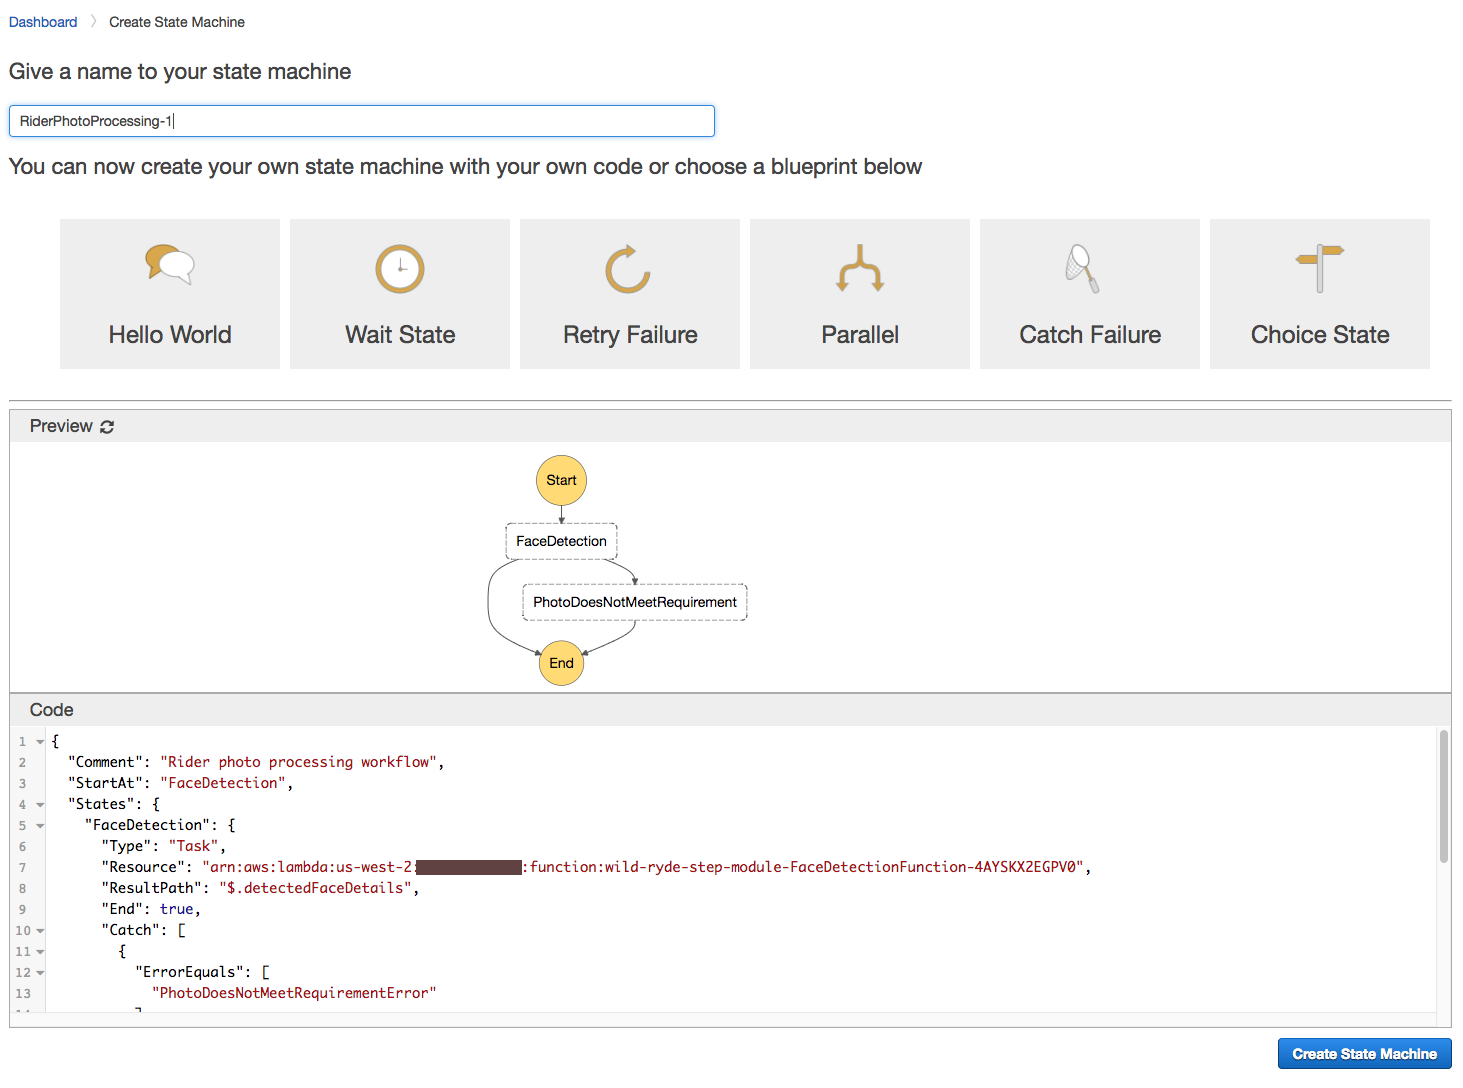 Dashboard Create State Machine
Give a name to your state machine
RiderPhotoProcessing-1
You can now create your own state machine with your own code or choose a blueprint below
Hello World Wait State Retry Failure Parallel Catch Failure Choice State
Preview
Start
FaceDetection
PhotoDoesNotMeetRequirement
End
Code
1 {
2 "Comment": "Rider photo processing workflow",
3 "StartAt": "FaceDetection",
4 "States": {
5 "FaceDetection": {
6 "Type": "Task",
7 "Resource": "arn:aws:lambda:us-west-2: :function:wild-ryde-step-module-FaceDetectionFunction-4AYSKX2EGPV0",
8 "ResultPath": "$.detectedFaceDetails",
9 "End": true,
10 "Catch": [
11 {
12 "ErrorEquals": [
13 "PhotoDoesNotMeetRequirementError"
Create State Machine